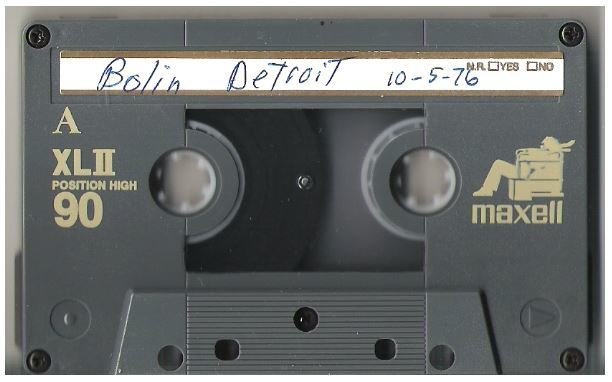 Bolin Detroit 10-5-76 N.R. YES NO
A
XLII
POSITION HIGH
90
maxell